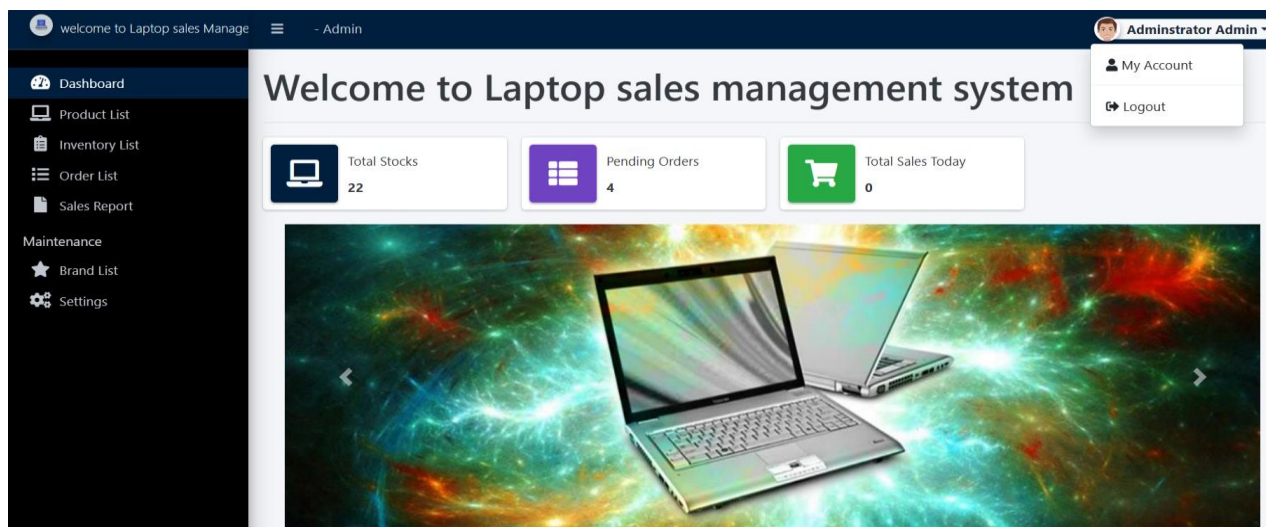 welcome to Laptop sales Manage
- Admin
Adminstrator Admin
My Account
Logout
Dashboard
Product List
Inventory List
Order List
Sales Report
Maintenance
Brand List
Settings
Welcome to Laptop sales management system
Total Stocks
22
Pending Orders
4
Total Sales Today
0